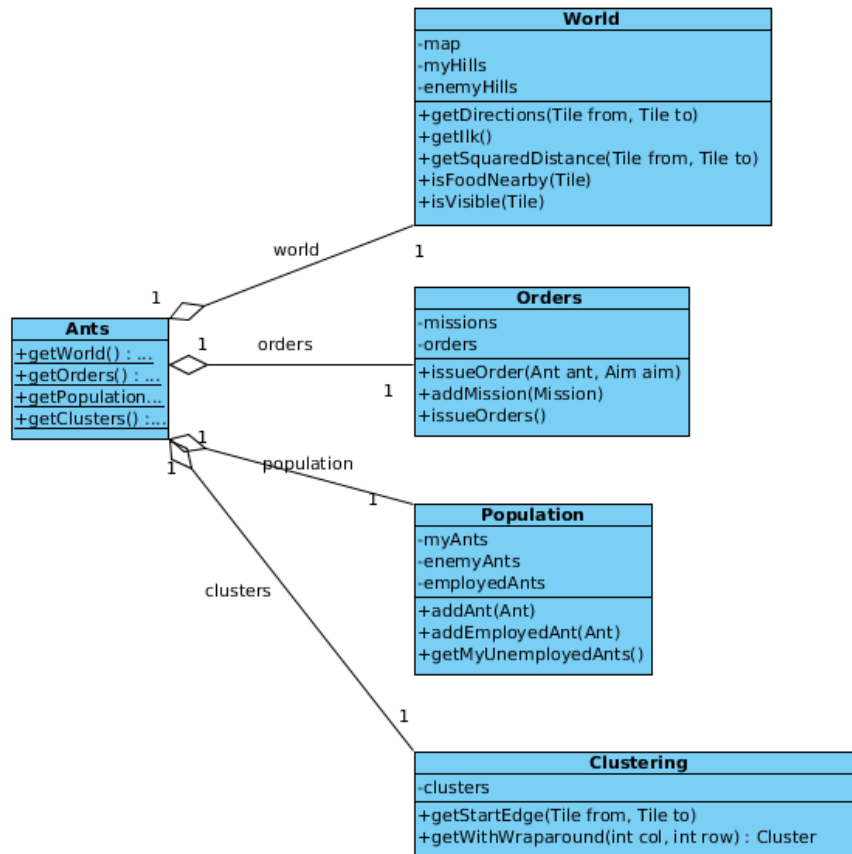 World
-map
-myHills
-enemyHills
+getDirections(Tile from, Tile to)
+getIlk()
+getSquaredDistance(Tile from, Tile to)
+isFoodNearby(Tile)
+isVisible(Tile)
world
1
1
Ants
+getWorld() : ...
+getOrders() : ...
+getPopulation...
+getClusters() :...
1
orders
1
Orders
-missions
-orders
+issueOrder(Ant ant, Aim aim)
+addMission(Mission)
+issueOrders()
1
population
1
1
Population
-myAnts
-enemyAnts
-employedAnts
+addAnt(Ant)
+addEmployedAnt(Ant)
+getMyUnemployedAnts()
clusters
1
Clustering
-clusters
+getStartEdge(Tile from, Tile to)
+getWithWraparound(int col, int row) : Cluster